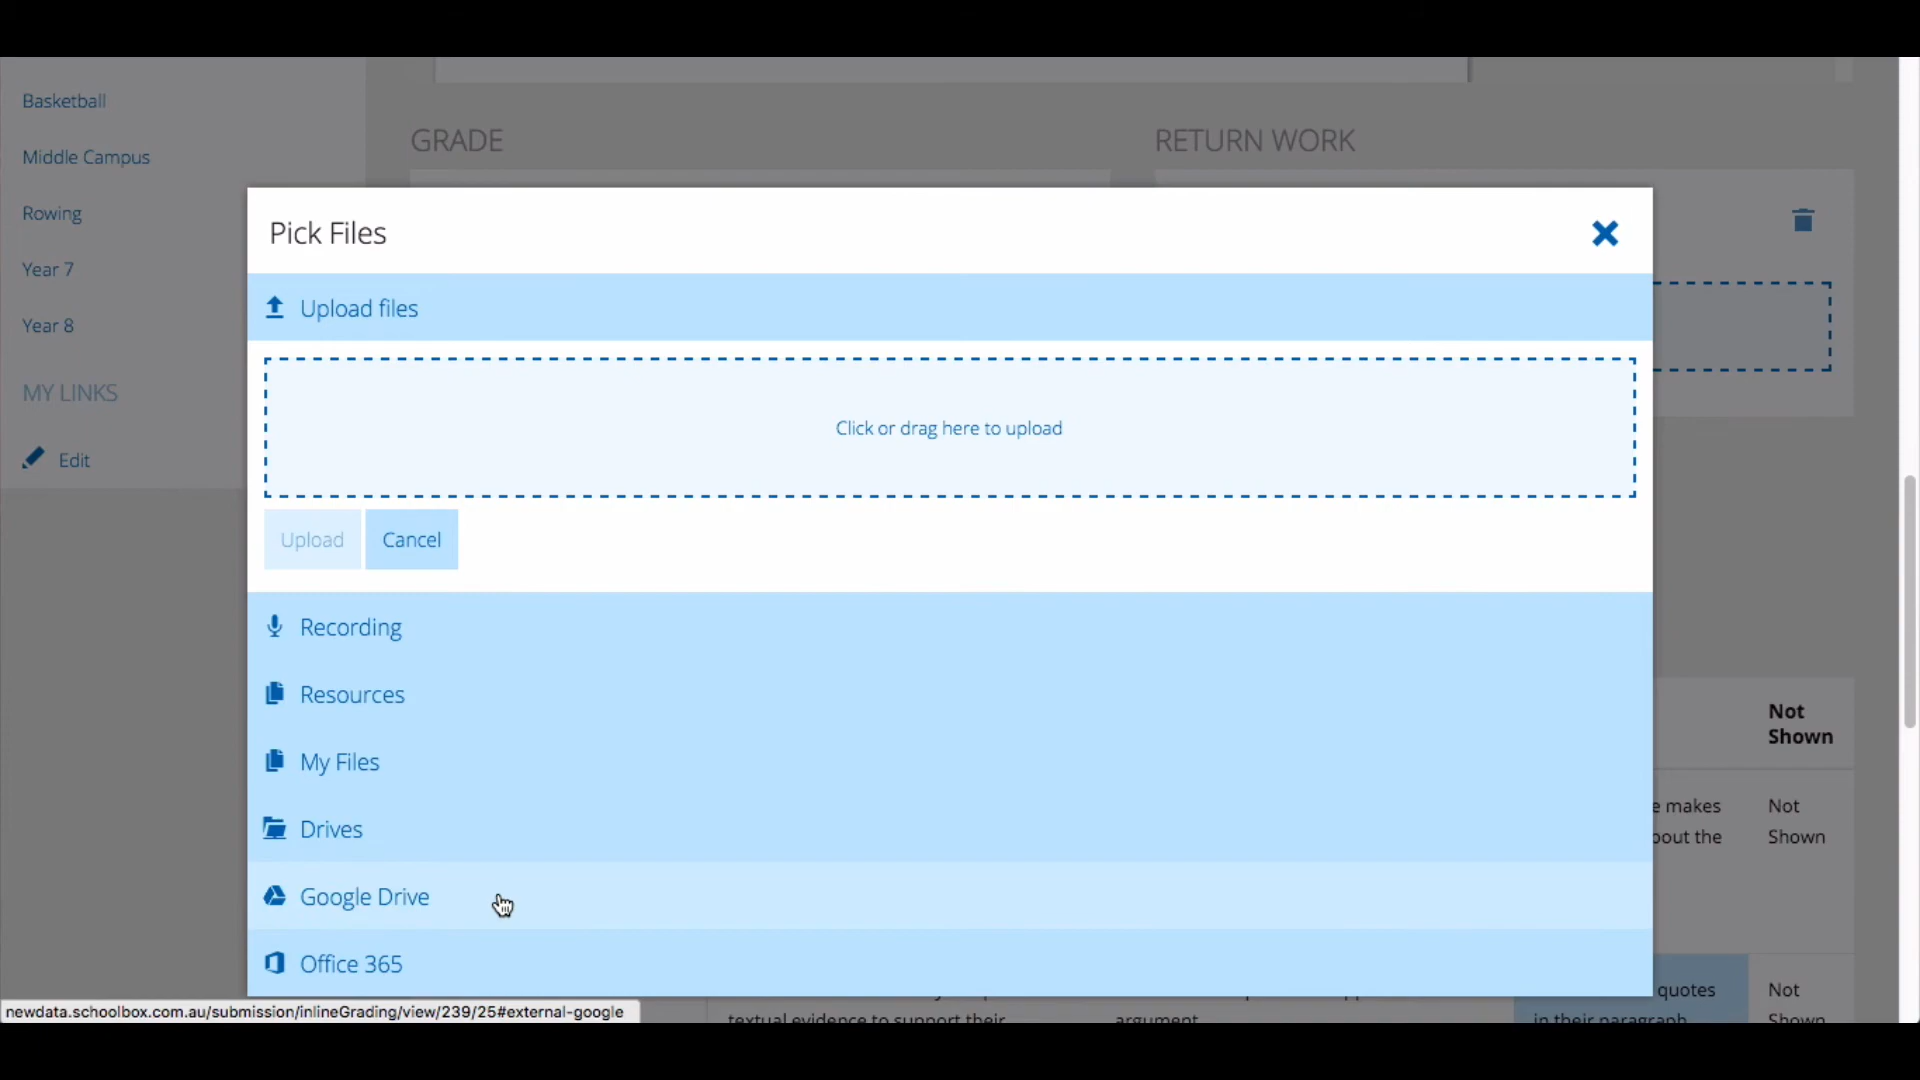 Basketball
Middle Campus
Rowing
Year 7
Year 8
MY LINKS
Edit
GRADE
RETURN WORK
Pick Files
Upload files
Click or drag here to upload
Upload
Cancel
Recording
Resources
My Files
Drives
Google Drive
Office 365
Not
Shown
makes
Not
the
Shown
quotes
Not
textual evidence to support their
argument
in their paragraph
Shown
newdata.schoolbox.com.au/submission/inlineGrading/view/239/25#external-google